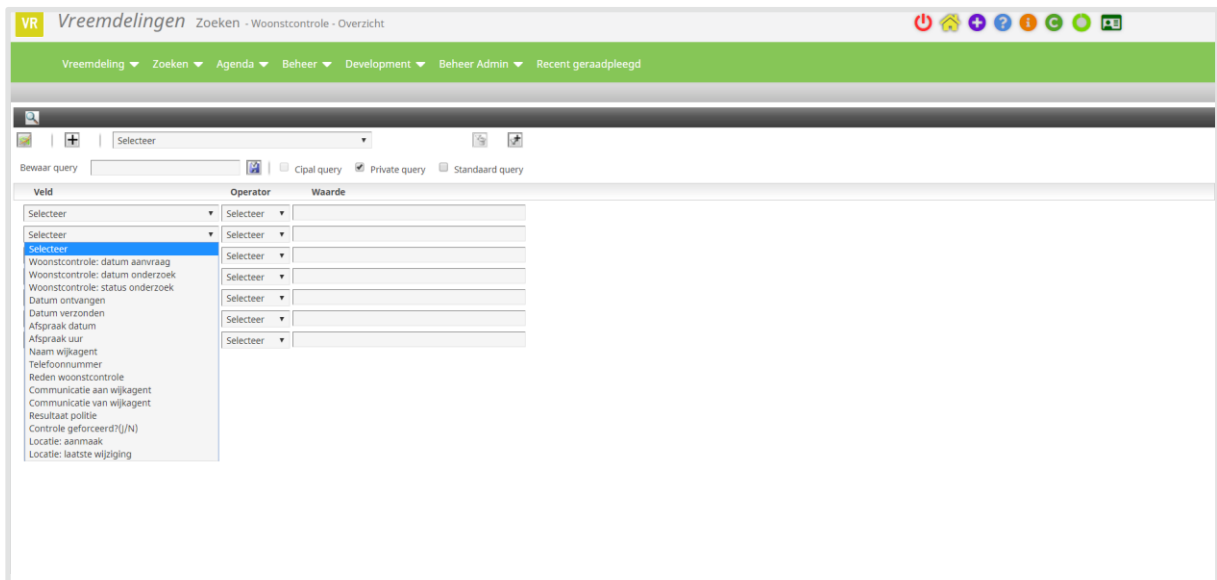 VR Vreemdelingen Zoeken - Woonstcontrole - Overzicht
Vreemdeling Zoeken Agenda Beheer Development Beheer Admin Recent geraadpleegd
Selecteer
Bewaar query Cipal query Private query Standaard query
Veld Operator Waarde
Selecteer Selecteer
Selecteer Selecteer
Selecteer
Woonstcontrole: datum aanvraag Selecteer
Woonstcontrole: datum onderzoek Selecteer
Woonstcontrole: status onderzoek
Datum ontvangen Selecteer
Datum verzonden
Afspraak datum Selecteer
Afspraak uur Selecteer
Naam wijkagent
Telefoonnummer
Reden woonstcontrole
Communicatie aan wijkagent
Communicatie van wijkagent
Resultaat politie
Controle geforceerd?(J/N)
Locatie: aanmaak
Locatie: laatste wijziging